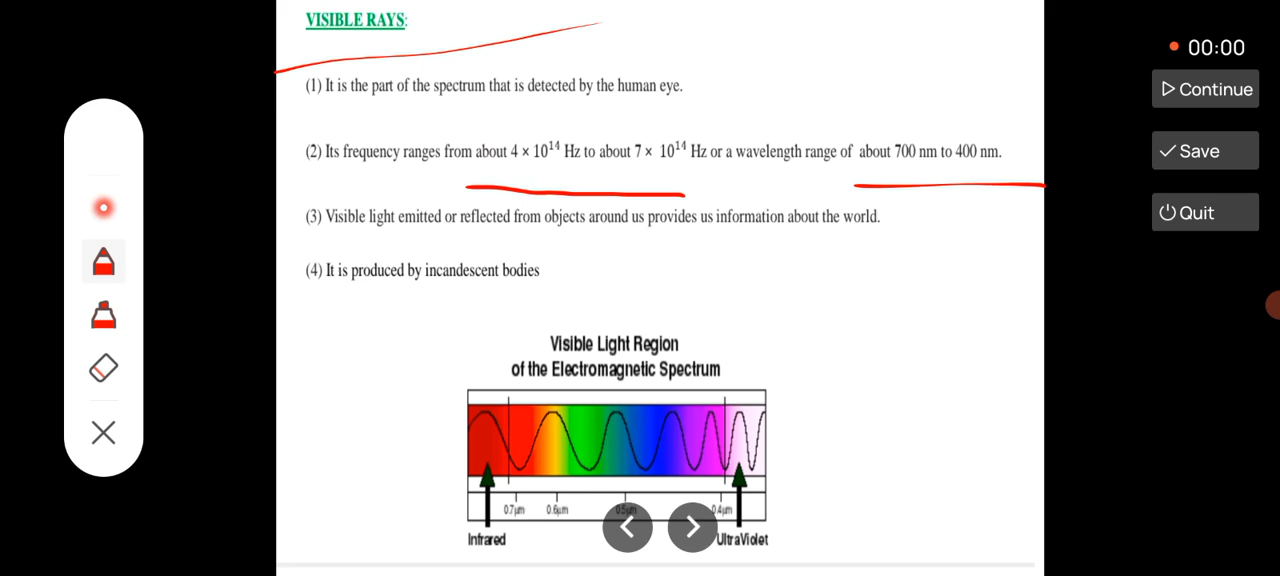 VISIBLE RAYS:
00:00
Continue
(1) It is the part of the spectrum that is detected by the human eye.
(2) Its frequency ranges from about 4 × 10¹⁴ Hz to about 7 × 10¹⁴ Hz or a wavelength range of about 700 nm to 400 nm.
Save
(3) Visible light emitted or reflected from objects around us provides us information about the world.
Quit
(4) It is produced by incandescent bodies
Visible Light Region
of the Electromagnetic Spectrum
0.7µm 0.6µm 0.5µm 0.4µm
Infrared UltraViolet